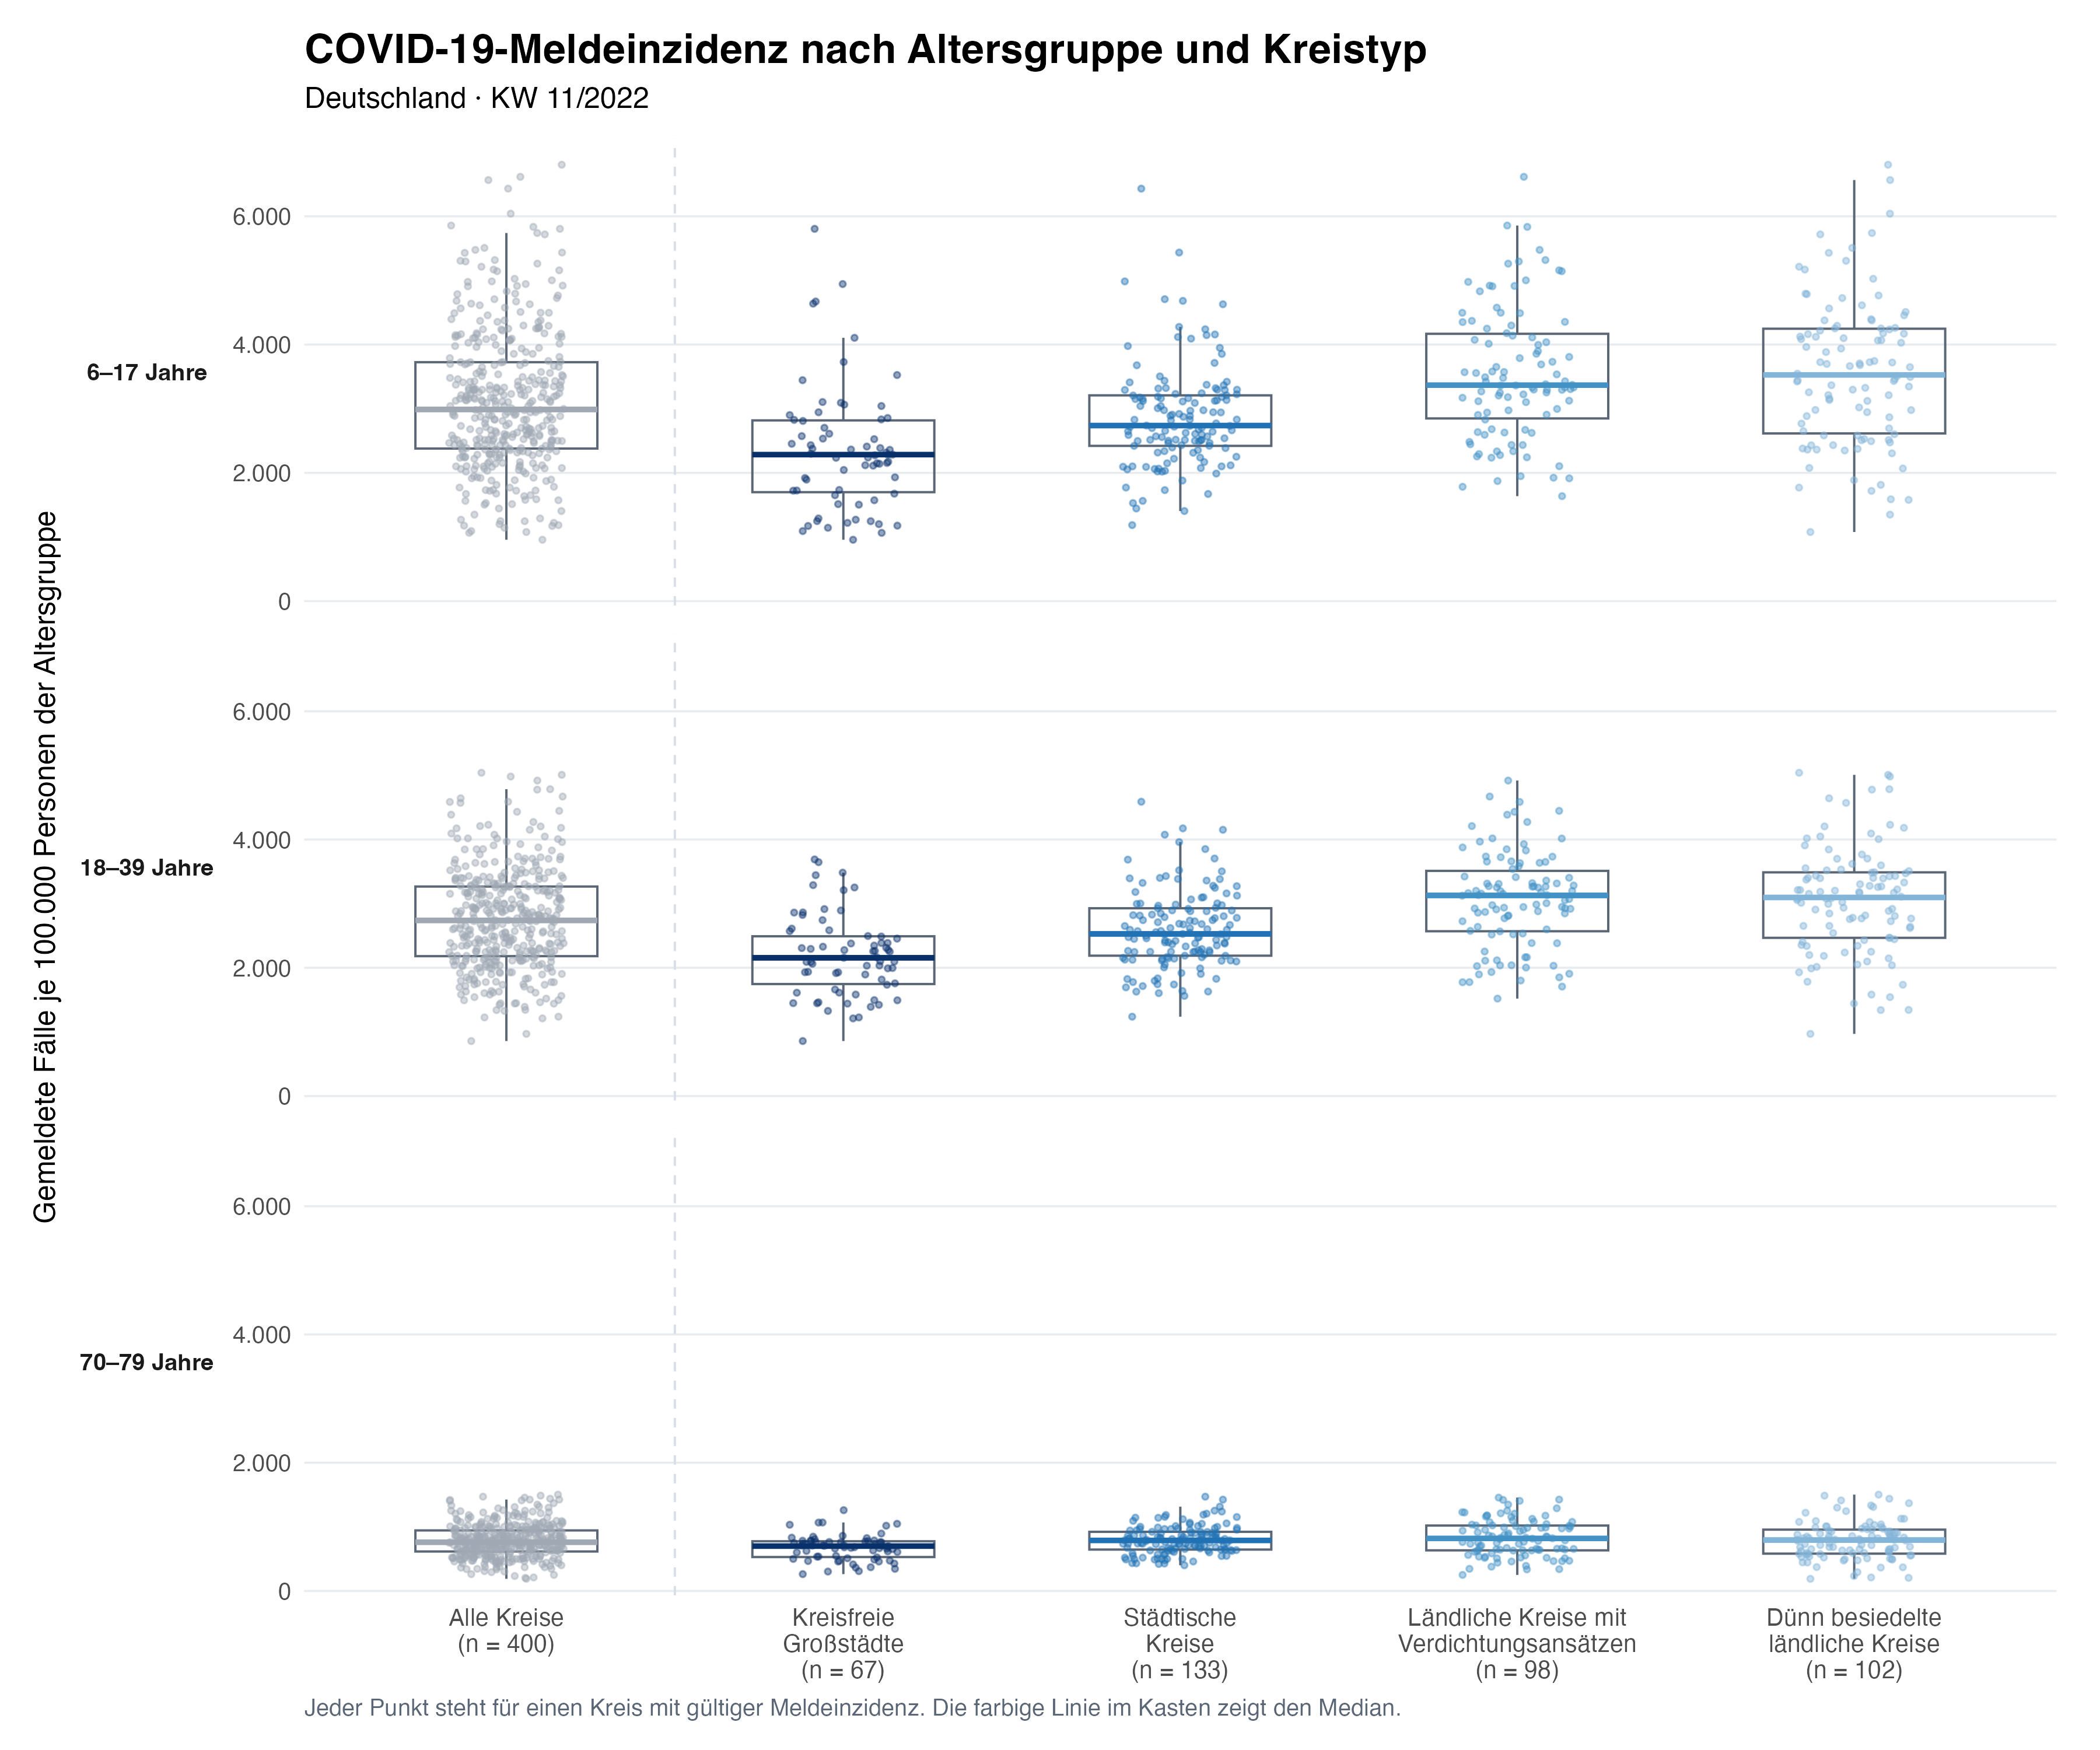 COVID-19-Meldeinzidenz nach Altersgruppe und Kreistyp
Deutschland · KW 11/2022
Gemeldete Fälle je 100.000 Personen der Altersgruppe
6–17 Jahre
6.000
4.000
2.000
0
18–39 Jahre
6.000
4.000
2.000
0
70–79 Jahre
6.000
4.000
2.000
0
Alle Kreise
(n = 400)
Kreisfreie
Großstädte
(n = 67)
Städtische
Kreise
(n = 133)
Ländliche Kreise mit
Verdichtungsansätzen
(n = 98)
Dünn besiedelte
ländliche Kreise
(n = 102)
Jeder Punkt steht für einen Kreis mit gültiger Meldeinzidenz. Die farbige Linie im Kasten zeigt den Median.